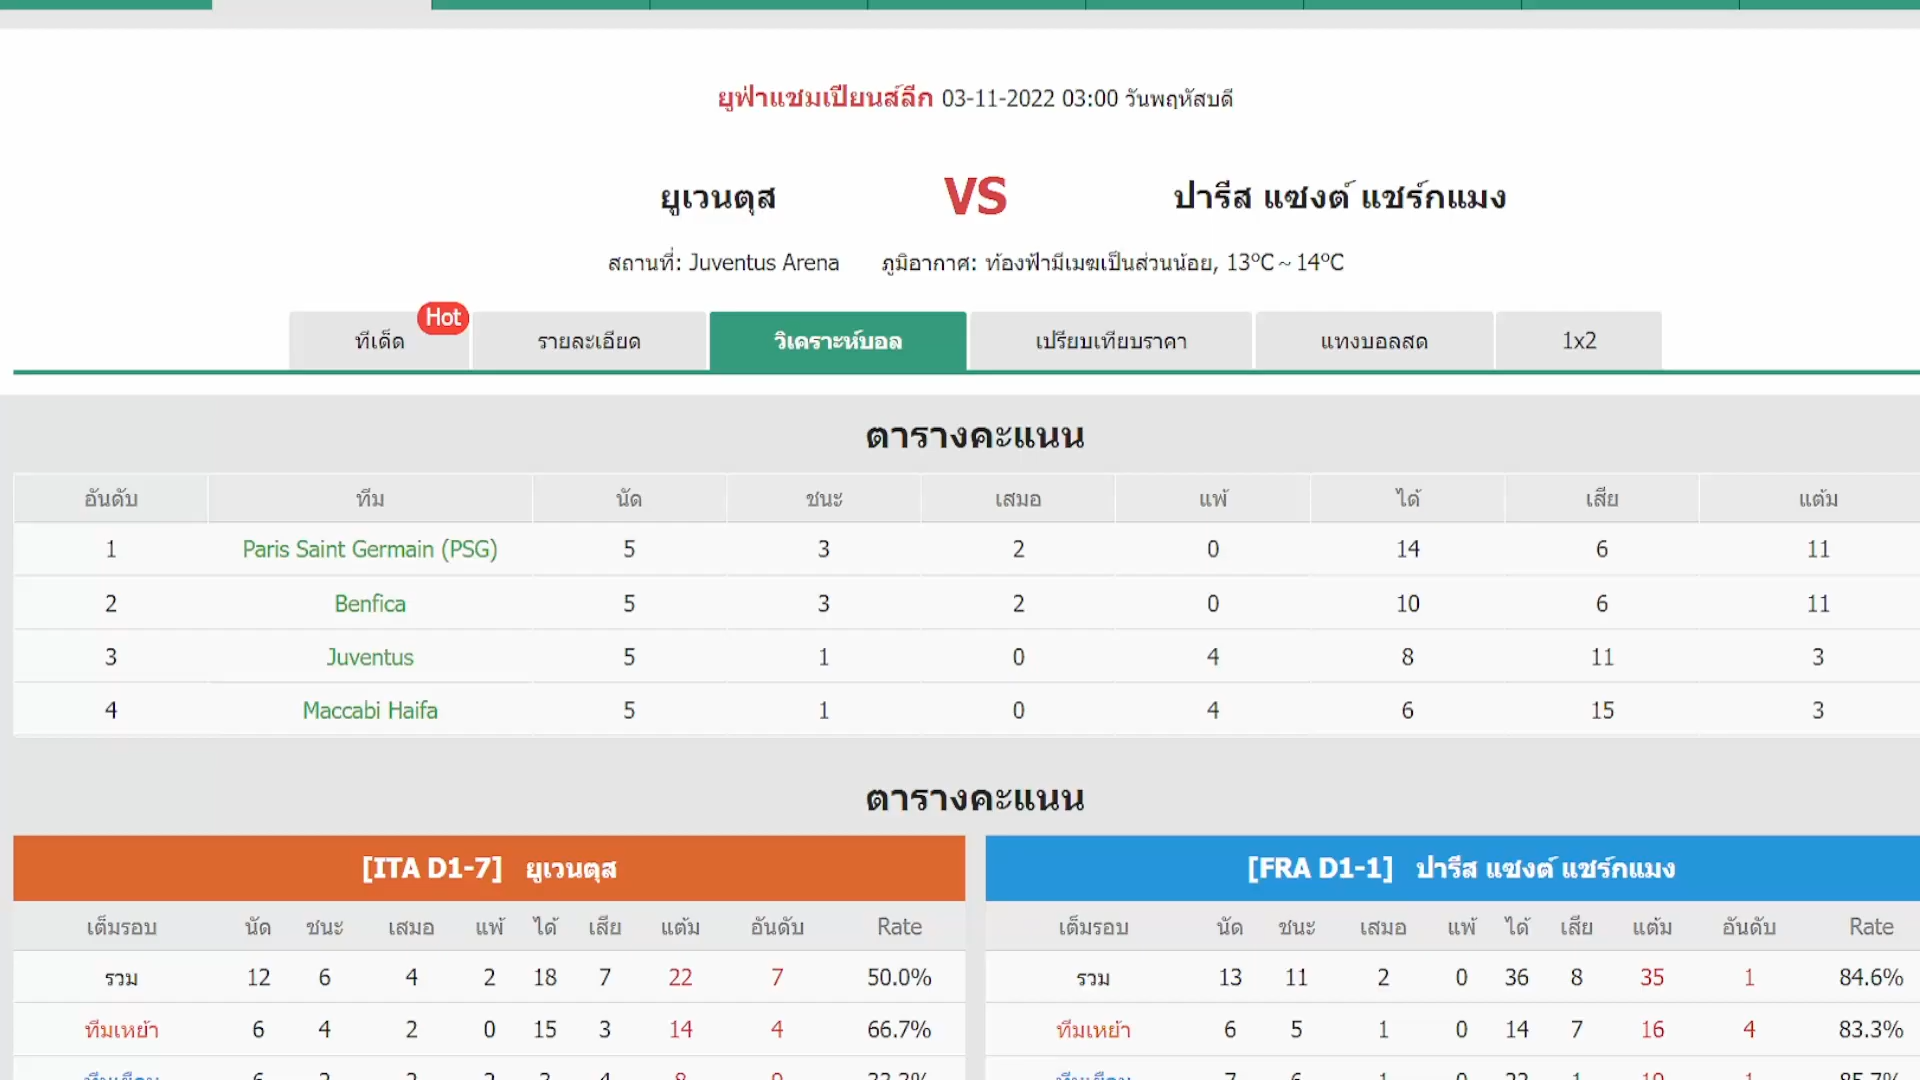 ยูฟ่าแชมเปียนส์ลีก 03-11-2022 03:00 วันพฤหัสบดี
ยูเวนตุส VS ปารีส แซงต์ แชร์กแมง
สถานที่: Juventus Arena ภูมิอากาศ: ท้องฟ้ามีเมฆเป็นส่วนน้อย, 13°C～14°C
ทีเด็ด Hot รายละเอียด วิเคราะห์บอล เปรียบเทียบราคา แทงบอลสด 1x2
ตารางคะแนน
อันดับ ทีม นัด ชนะ เสมอ แพ้ ได้ เสีย แต้ม
1 Paris Saint Germain (PSG) 5 3 2 0 14 6 11
2 Benfica 5 3 2 0 10 6 11
3 Juventus 5 1 0 4 8 11 3
4 Maccabi Haifa 5 1 0 4 6 15 3
ตารางคะแนน
[ITA D1-7] ยูเวนตุส
เต็มรอบ นัด ชนะ เสมอ แพ้ ได้ เสีย แต้ม อันดับ Rate
รวม 12 6 4 2 18 7 22 7 50.0%
ทีมเหย้า 6 4 2 0 15 3 14 4 66.7%
[FRA D1-1] ปารีส แซงต์ แชร์กแมง
เต็มรอบ นัด ชนะ เสมอ แพ้ ได้ เสีย แต้ม อันดับ Rate
รวม 13 11 2 0 36 8 35 1 84.6%
ทีมเหย้า 6 5 1 0 14 7 16 4 83.3%